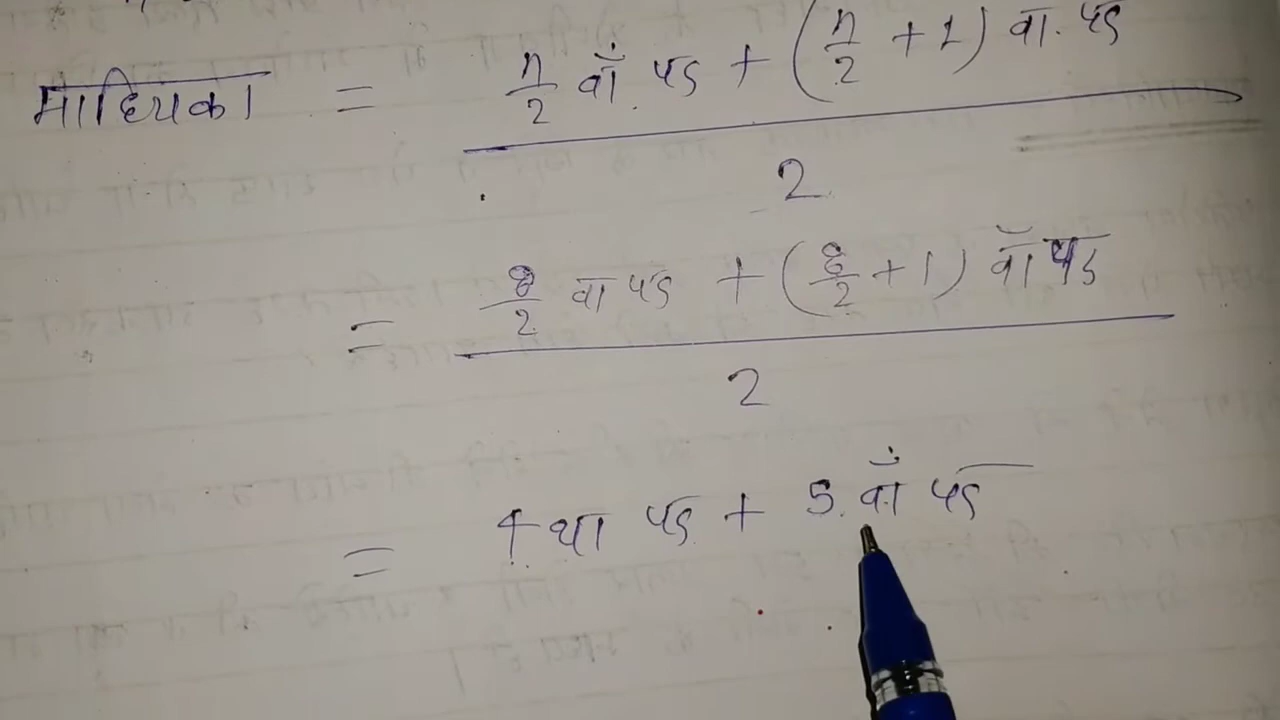 माध्यिका = n/2 वाँ पद + (n/2 + 1) वा. पद
2
= 8/2 वा पद + (8/2 + 1) वाँ पद
2
= 4 था पद + 5. वाँ पद